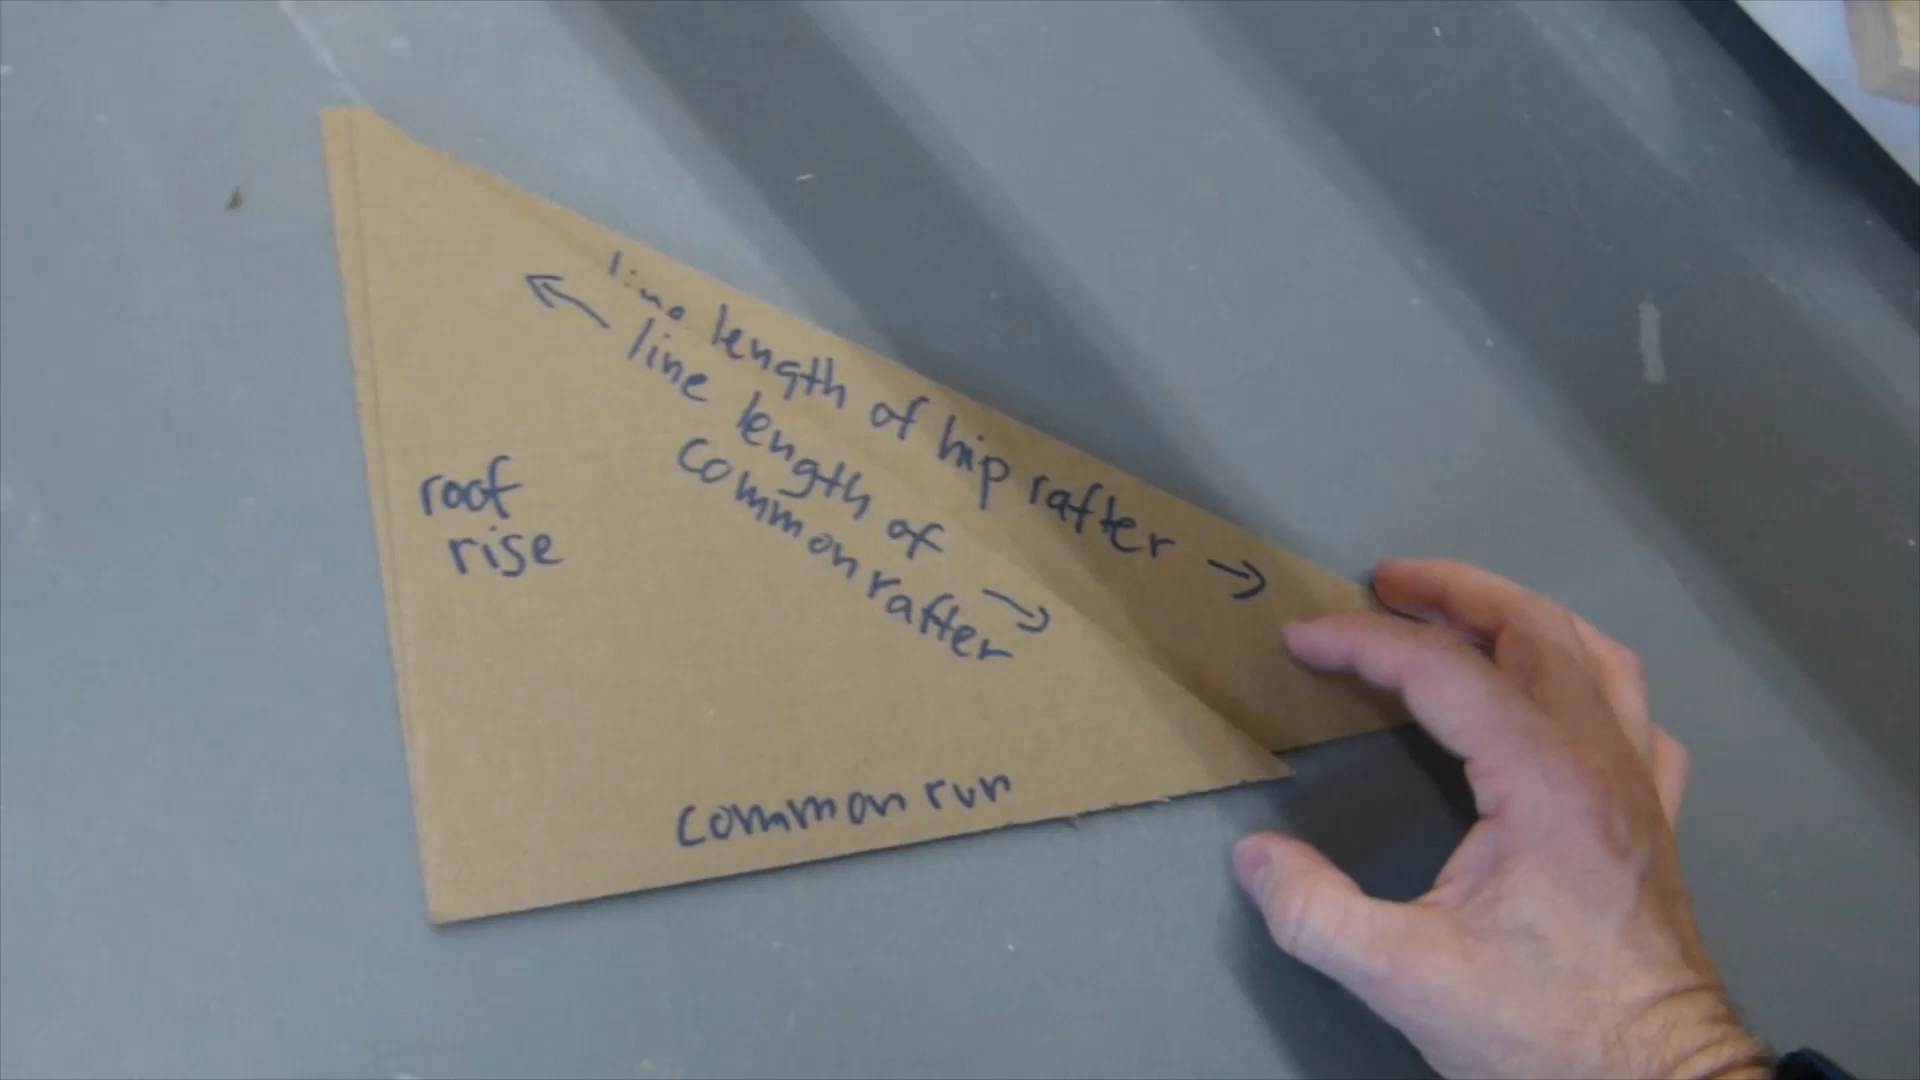 line length of hip rafter →
← line length of →
common rafter
roof
rise
common run